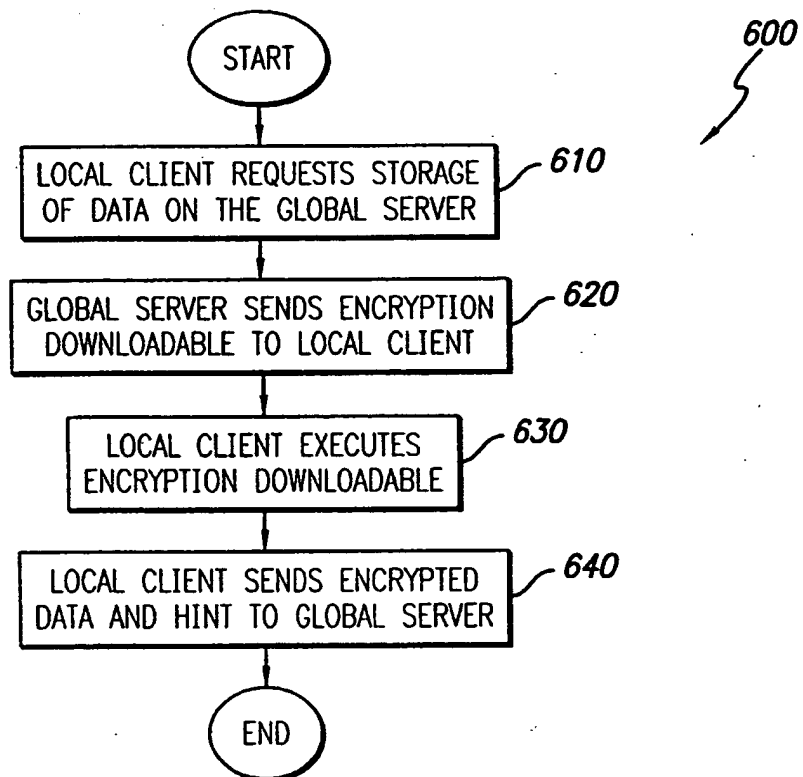 START
600
LOCAL CLIENT REQUESTS STORAGE
OF DATA ON THE GLOBAL SERVER
610
GLOBAL SERVER SENDS ENCRYPTION
DOWNLOADABLE TO LOCAL CLIENT
620
LOCAL CLIENT EXECUTES
ENCRYPTION DOWNLOADABLE
630
LOCAL CLIENT SENDS ENCRYPTED
DATA AND HINT TO GLOBAL SERVER
640
END